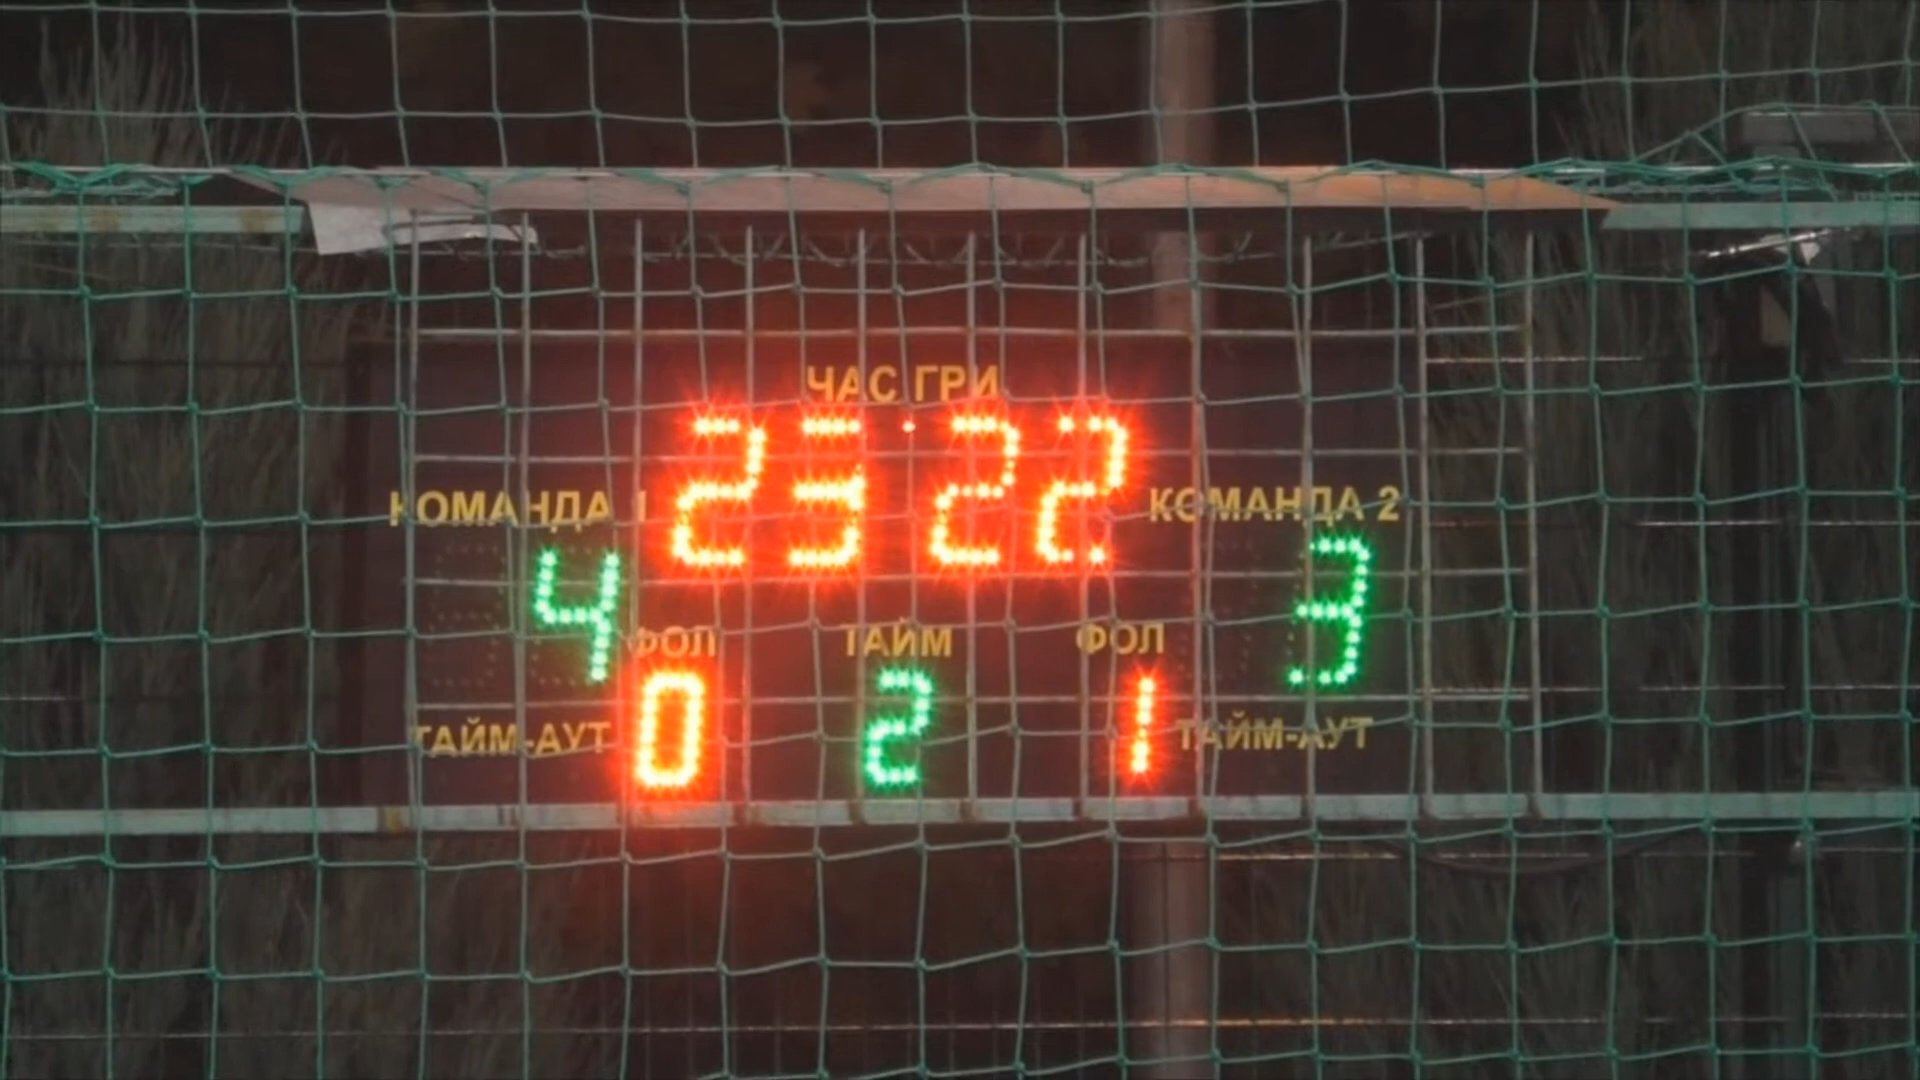 ЧАС ГРИ
23:22
КОМАНДА 1 КОМАНДА 2
4 3
ФОЛ ТАЙМ ФОЛ
0 2 1
ТАЙМ-АУТ ТАЙМ-АУТ